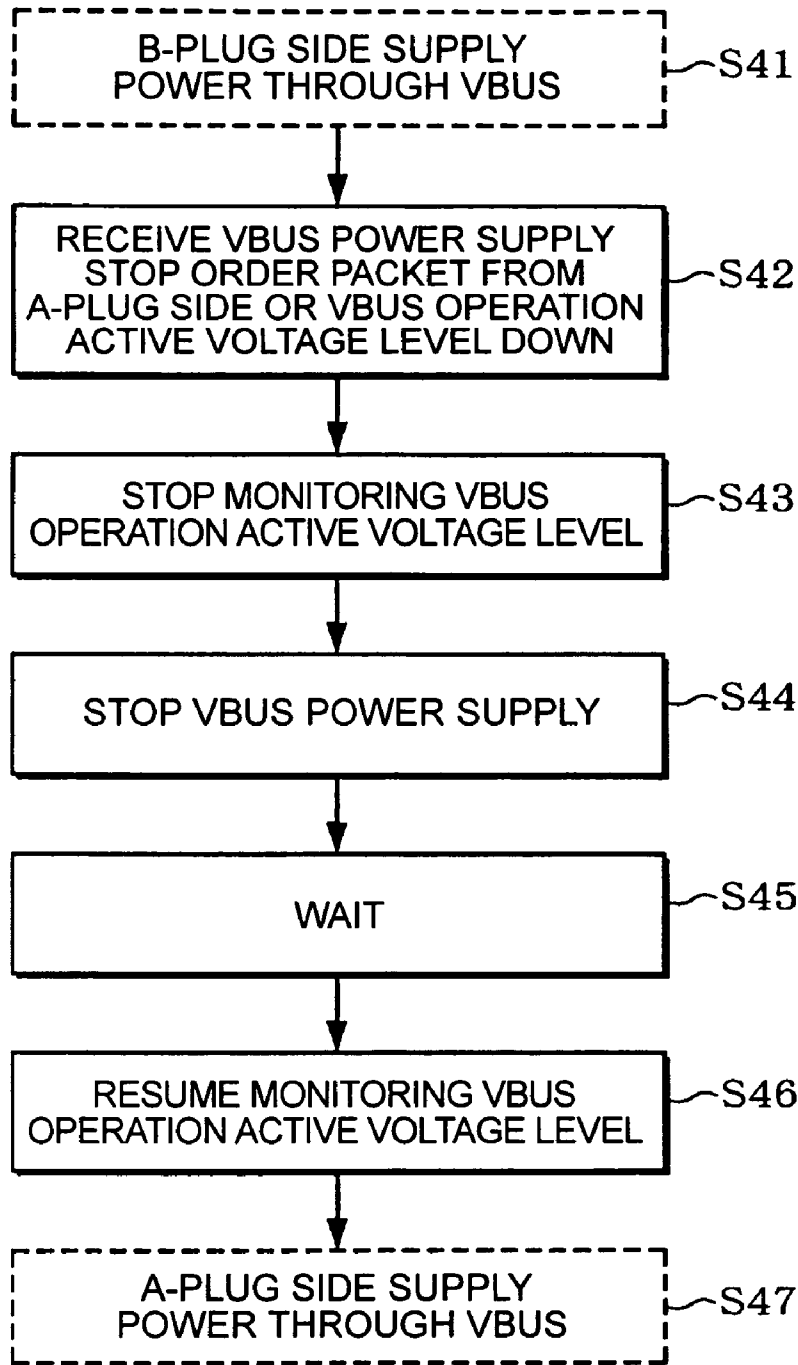 B-PLUG SIDE SUPPLY
POWER THROUGH VBUS
S41
RECEIVE VBUS POWER SUPPLY
STOP ORDER PACKET FROM
A-PLUG SIDE OR VBUS OPERATION
ACTIVE VOLTAGE LEVEL DOWN
S42
STOP MONITORING VBUS
OPERATION ACTIVE VOLTAGE LEVEL
S43
STOP VBUS POWER SUPPLY
S44
WAIT
S45
RESUME MONITORING VBUS
OPERATION ACTIVE VOLTAGE LEVEL
S46
A-PLUG SIDE SUPPLY
POWER THROUGH VBUS
S47